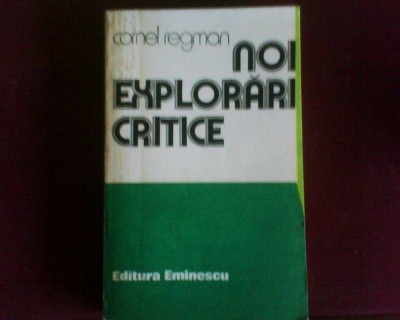 cornel regman
NOI
EXPLORĂRI
CRITICE
Editura Eminescu